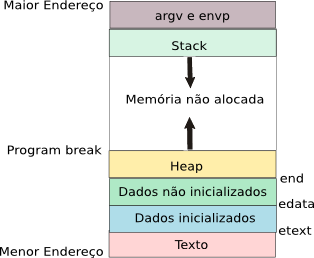 Maior Endereço
argv e envp
Stack
Memória não alocada
Program break
Heap
end
Dados não inicializados
edata
Dados inicializados
etext
Texto
Menor Endereço